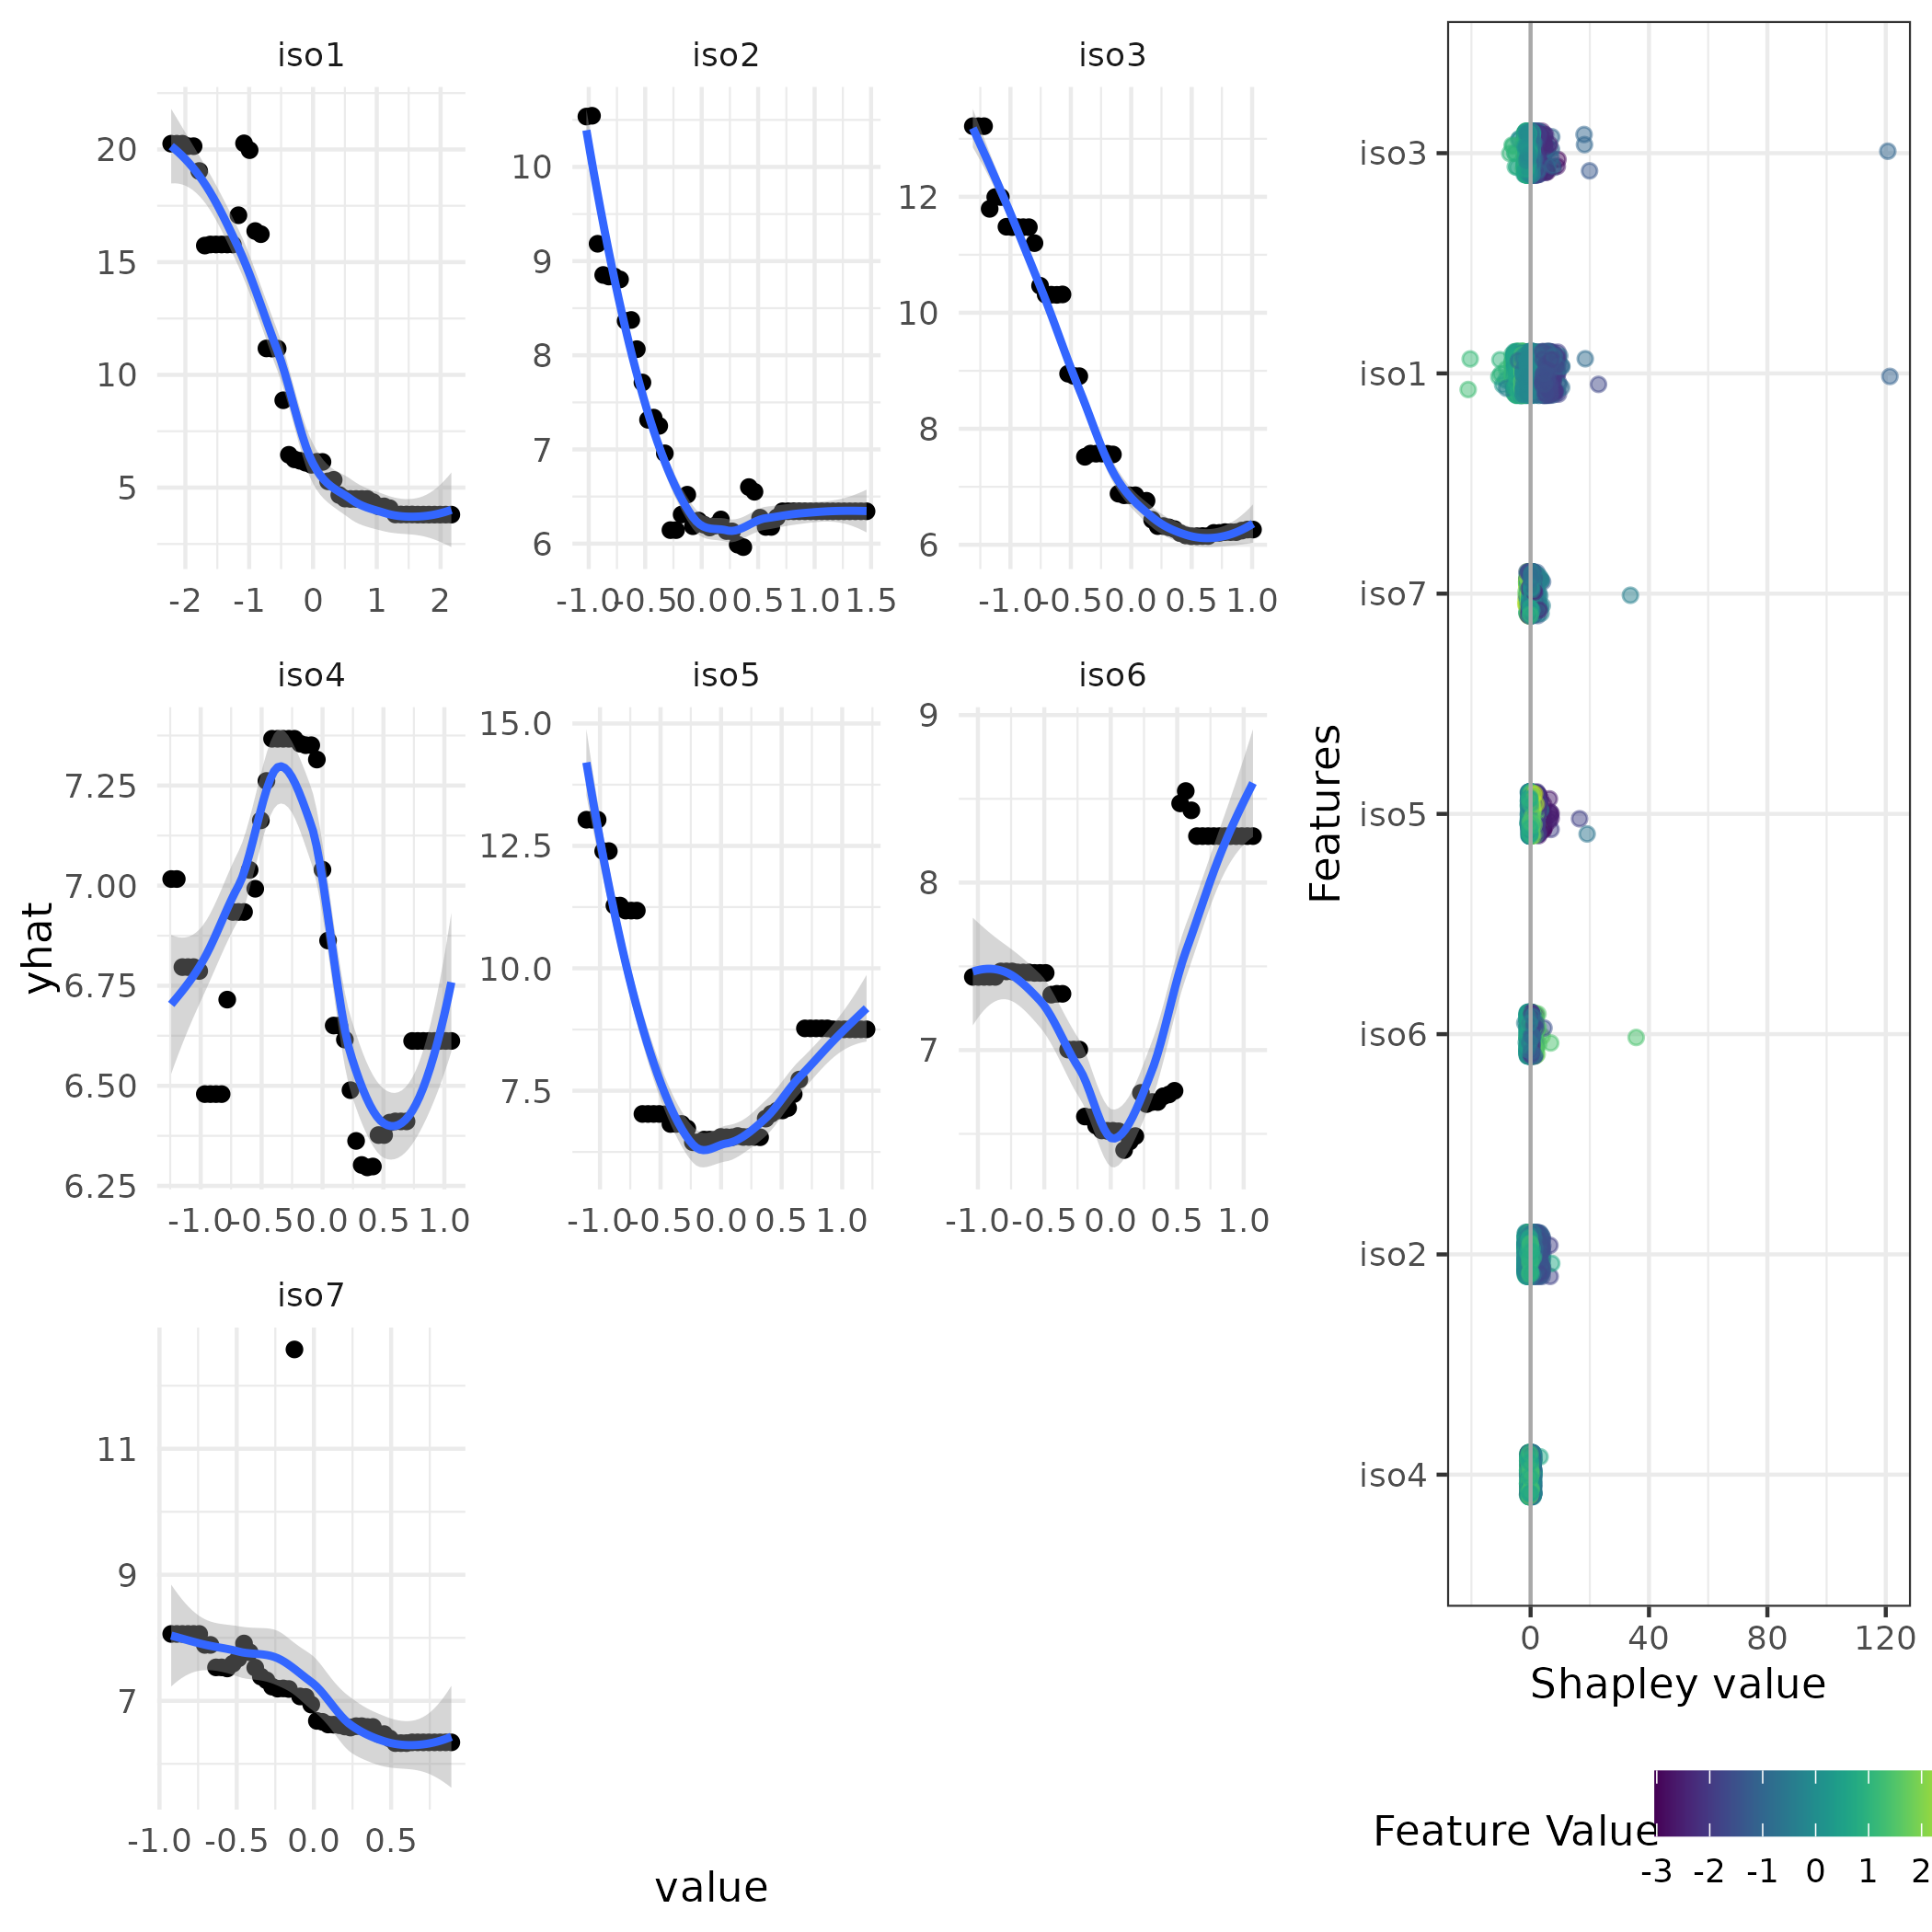 iso1
iso2
iso3
20
15
10
5
-2 -1 0 1 2
10
9
8
7
6
-1.0 -0.5 0.0 0.5 1.0 1.5
12
10
8
6
-1.0 -0.5 0.0 0.5 1.0
iso4
iso5
iso6
7.25
7.00
6.75
6.50
6.25
-1.0 -0.5 0.0 0.5 1.0
15.0
12.5
10.0
7.5
-1.0 -0.5 0.0 0.5 1.0
9
8
7
-1.0 -0.5 0.0 0.5 1.0
iso7
11
9
7
-1.0 -0.5 0.0 0.5
yhat
value
Features
iso3
iso1
iso7
iso5
iso6
iso2
iso4
0 40 80 120
Shapley value
Feature Value
-3 -2 -1 0 1 2